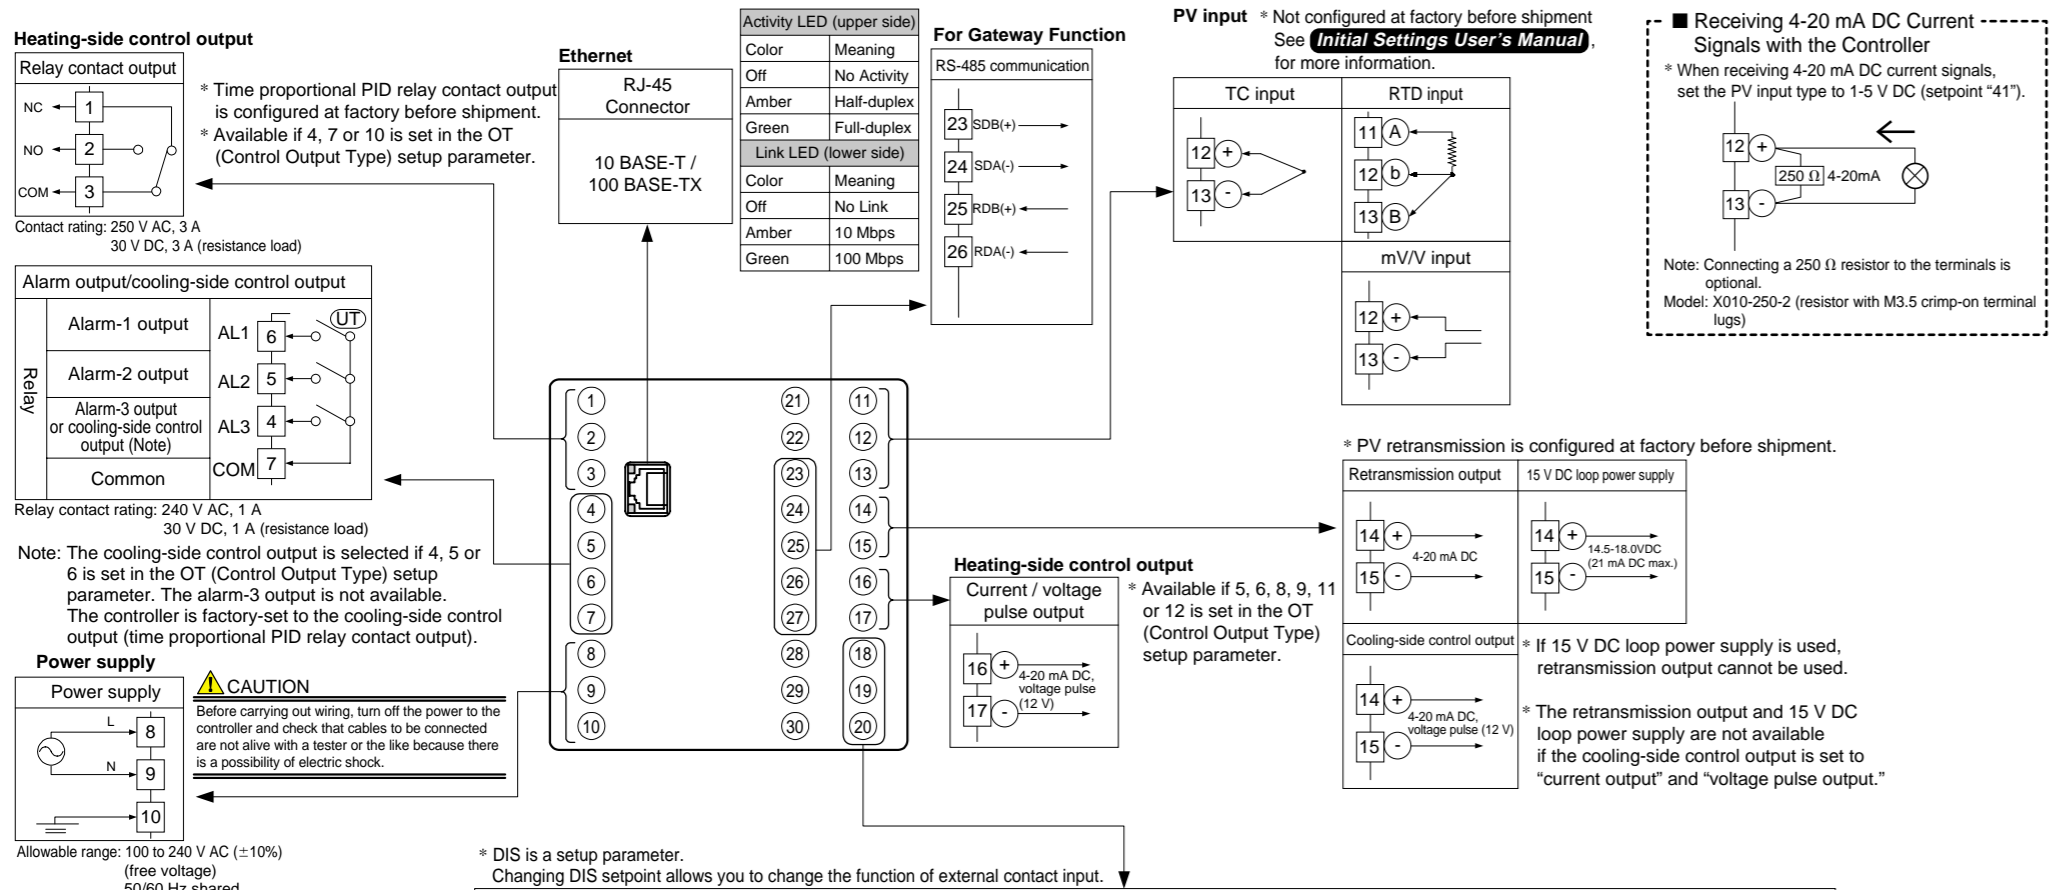 Heating-side control output
Relay contact output
NC
1
NO
2
COM
3
* Time proportional PID relay contact output
is configured at factory before shipment.
* Available if 4, 7 or 10 is set in the OT
(Control Output Type) setup parameter.
Contact rating: 250 V AC, 3 A
30 V DC, 3 A (resistance load)
Ethernet
RJ-45
Connector
10 BASE-T /
100 BASE-TX
Activity LED (upper side)
Color Meaning
Off No Activity
Amber Half-duplex
Green Full-duplex
Link LED (lower side)
Color Meaning
Off No Link
Amber 10 Mbps
Green 100 Mbps
For Gateway Function
RS-485 communication
23 SDB(+)
24 SDA(-)
25 RDB(+)
26 RDA(-)
PV input * Not configured at factory before shipment
See Initial Settings User's Manual,
for more information.
TC input
12 +
13 -
RTD input
11 A
12 b
13 B
mV/V input
12 +
13 -
■ Receiving 4-20 mA DC Current
Signals with the Controller
* When receiving 4-20 mA DC current signals,
set the PV input type to 1-5 V DC (setpoint “41”).
12 +
250 Ω 4-20mA
13 -
Note: Connecting a 250 Ω resistor to the terminals is
optional.
Model: X010-250-2 (resistor with M3.5 crimp-on terminal
lugs)
Alarm output/cooling-side control output
Relay
Alarm-1 output
AL1 6
UT
Alarm-2 output
AL2 5
Alarm-3 output
or cooling-side control
output (Note)
AL3 4
Common
COM 7
Relay contact rating: 240 V AC, 1 A
30 V DC, 1 A (resistance load)
Note: The cooling-side control output is selected if 4, 5 or
6 is set in the OT (Control Output Type) setup
parameter. The alarm-3 output is not available.
The controller is factory-set to the cooling-side control
output (time proportional PID relay contact output).
1 21 11
2 22 12
3 23 13
4 24 14
5 25 15
6 26 16
7 27 17
8 28 18
9 29 19
10 30 20
* PV retransmission is configured at factory before shipment.
Retransmission output
14 +
4-20 mA DC
15 -
15 V DC loop power supply
14 +
14.5-18.0VDC
(21 mA DC max.)
15 -
Cooling-side control output
14 +
4-20 mA DC,
voltage pulse (12 V)
15 -
* If 15 V DC loop power supply is used,
retransmission output cannot be used.
* The retransmission output and 15 V DC
loop power supply are not available
if the cooling-side control output is set to
“current output” and “voltage pulse output.”
Heating-side control output
Current / voltage
pulse output
16 +
4-20 mA DC,
voltage pulse
(12 V)
17 -
* Available if 5, 6, 8, 9, 11
or 12 is set in the OT
(Control Output Type)
setup parameter.
Power supply
Power supply
L 8
N 9
10
CAUTION
Before carrying out wiring, turn off the power to the
controller and check that cables to be connected
are not alive with a tester or the like because there
is a possibility of electric shock.
Allowable range: 100 to 240 V AC (±10%)
(free voltage)
50/60 Hz shared
* DIS is a setup parameter.
Changing DIS setpoint allows you to change the function of external contact input.